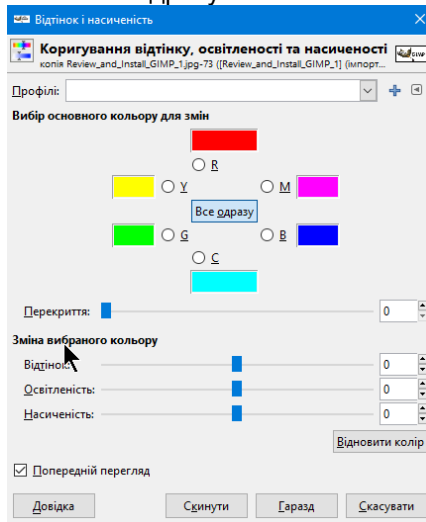 Відтінок і насиченість
Коригування відтінку, освітленості та насиченості
копія Review_and_Install_GIMP_1.jpg-73 ([Review_and_Install_GIMP_1] (імпорт...
Профілі:
Вибір основного кольору для змін
R
Y M
Все одразу
G B
C
Перекриття: 0
Зміна вибраного кольору
Відтінок: 0
Освітленість: 0
Насиченість: 0
Відновити колір
Попередній перегляд
Довідка Скинути Гаразд Скасувати